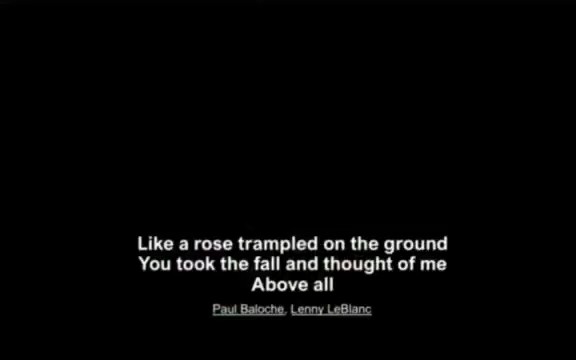 Like a rose trampled on the ground
You took the fall and thought of me
Above all
Paul Baloche, Lenny LeBlanc